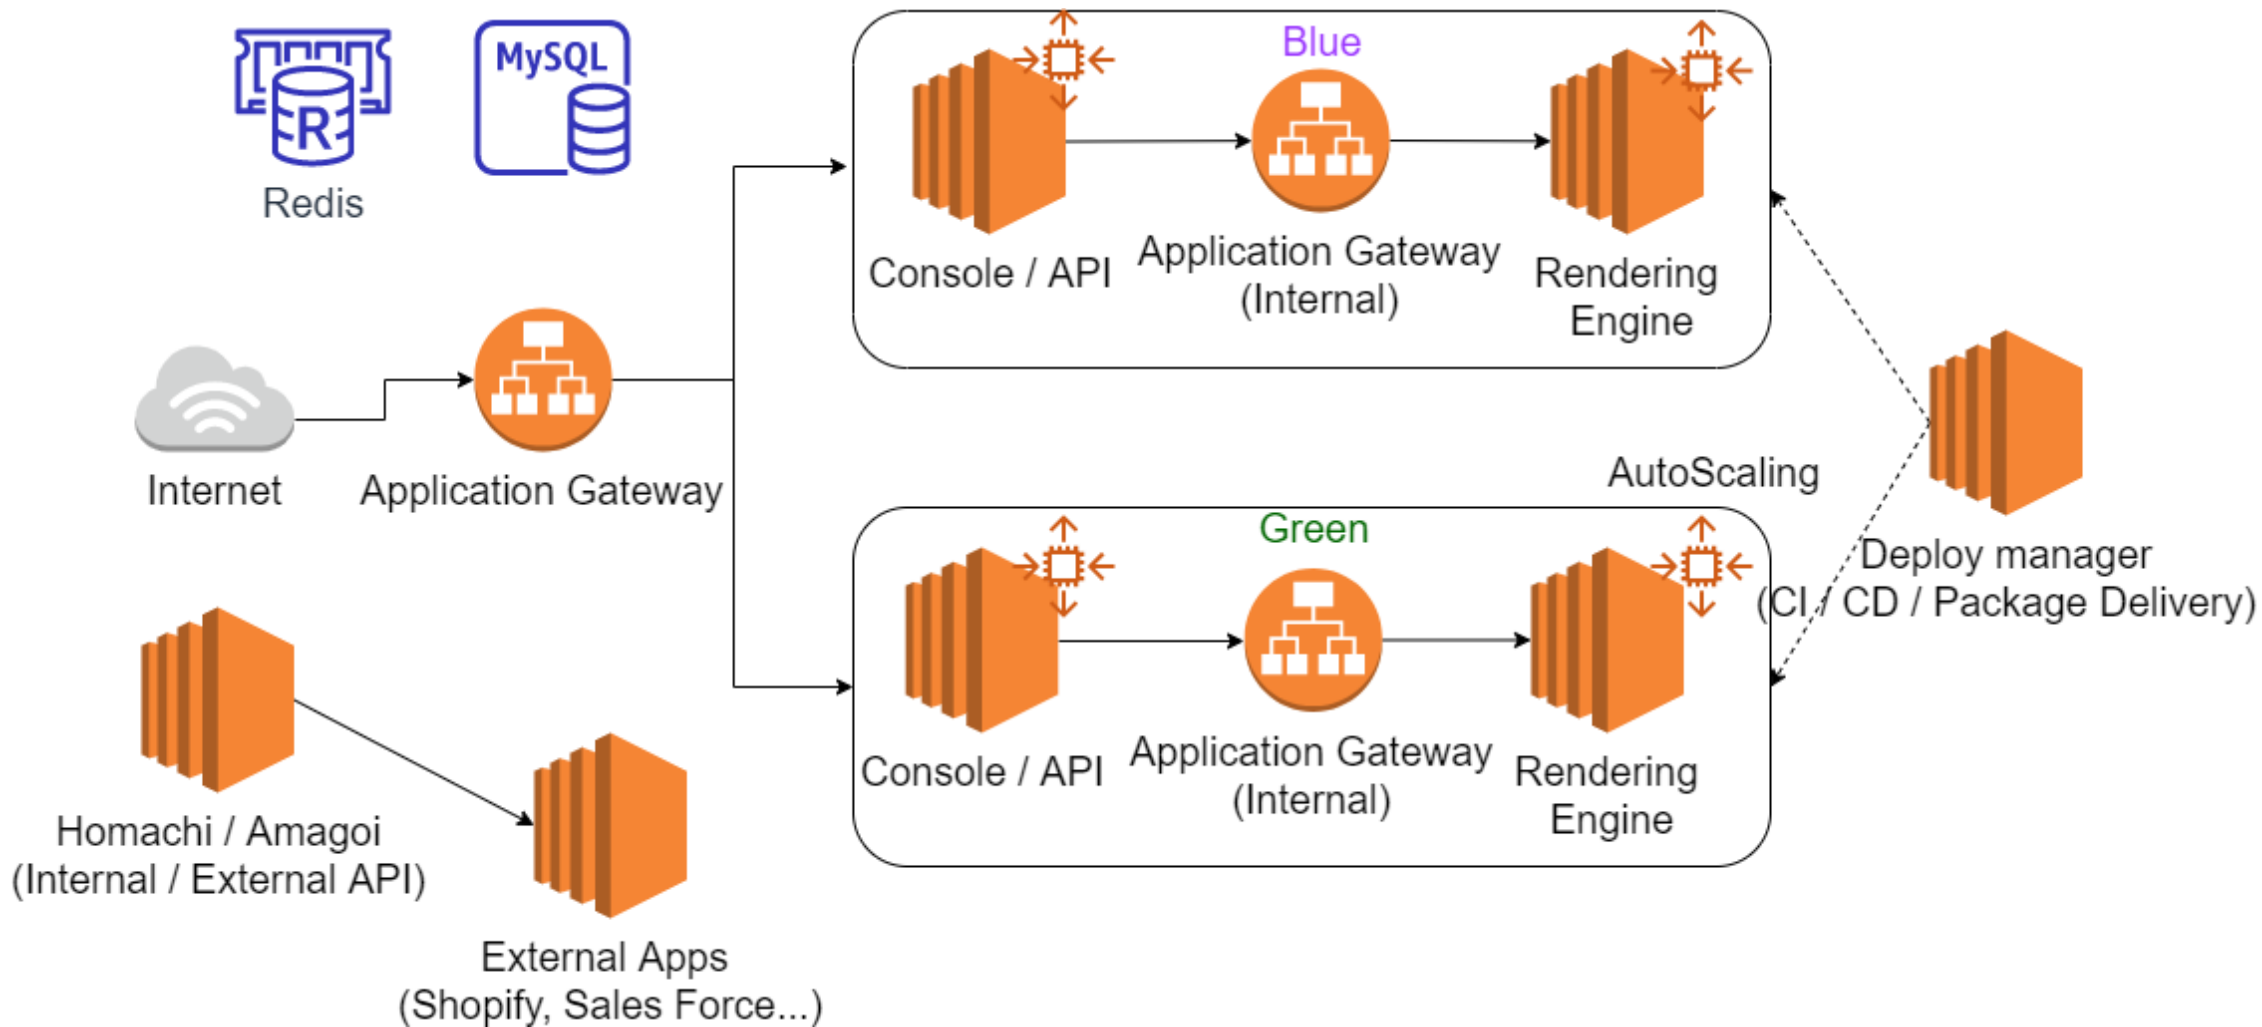 MySQL
R
Redis
Blue
Console / API
Application Gateway
(Internal)
Rendering
Engine
Internet
Application Gateway
AutoScaling
Green
Console / API
Application Gateway
(Internal)
Rendering
Engine
Deploy manager
(CI / CD / Package Delivery)
Homachi / Amagoi
(Internal / External API)
External Apps
(Shopify, Sales Force...)